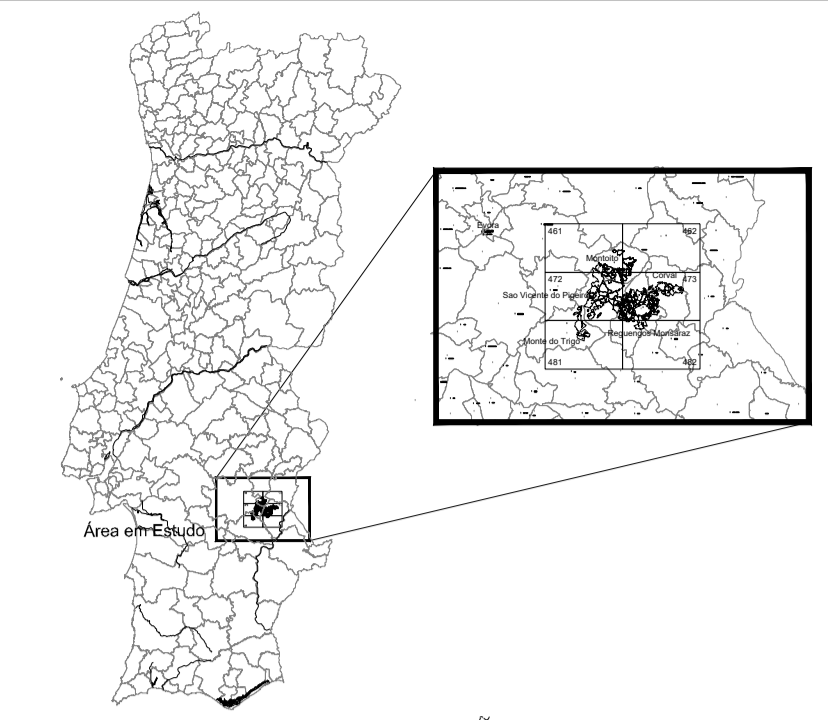 Évora
461
462
Montoito
472
Corval
473
Sao Vicente do Pigeiro
Reguengos Monsaraz
Monte do Trigo
481
482
Área em Estudo